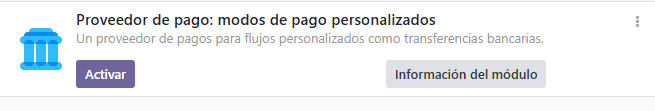 Proveedor de pago: modos de pago personalizados
Un proveedor de pagos para flujos personalizados como transferencias bancarias.
Activar
Información del módulo